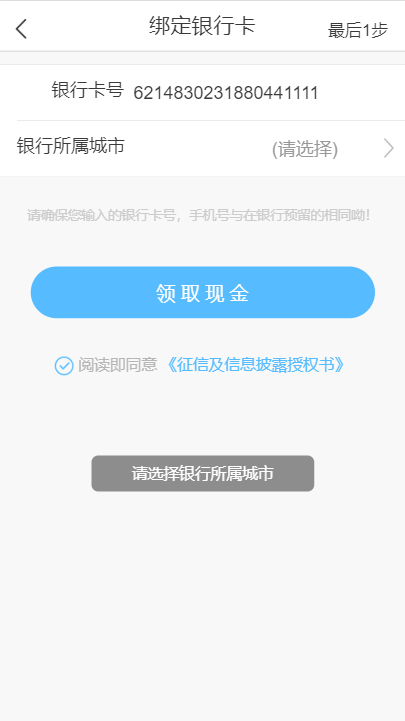 绑定银行卡 最后1步
银行卡号 6214830231880441111
银行所属城市 (请选择)
请确保您输入的银行卡号，手机号与在银行预留的相同呦！
领取现金
阅读即同意《征信及信息披露授权书》
请选择银行所属城市